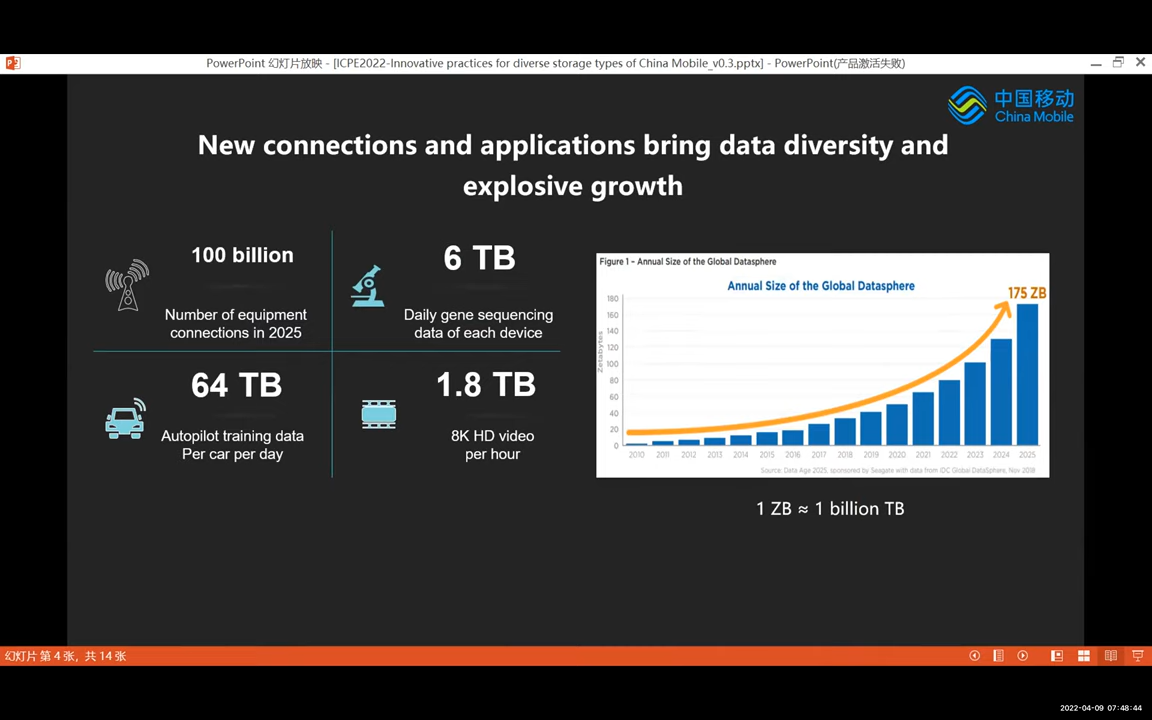 PowerPoint 幻灯片放映 - [ICPE2022-Innovative practices for diverse storage types of China Mobile_v0.3.pptx] - PowerPoint(产品激活失败)
中国移动
China Mobile
New connections and applications bring data diversity and
explosive growth
100 billion
Number of equipment
connections in 2025
6 TB
Daily gene sequencing
data of each device
64 TB
Autopilot training data
Per car per day
1.8 TB
8K HD video
per hour
Figure 1 - Annual Size of the Global Datasphere
Annual Size of the Global Datasphere
175 ZB
Zetabytes
180
160
140
120
100
80
60
40
20
0
2010 2011 2012 2013 2014 2015 2016 2017 2018 2019 2020 2021 2022 2023 2024 2025
Source: Data Age 2025, sponsored by Seagate with data from IDC Global DataSphere, Nov 2018
1 ZB ≈ 1 billion TB
幻灯片 第 4 张，共 14 张
2022-04-09 07:48:44